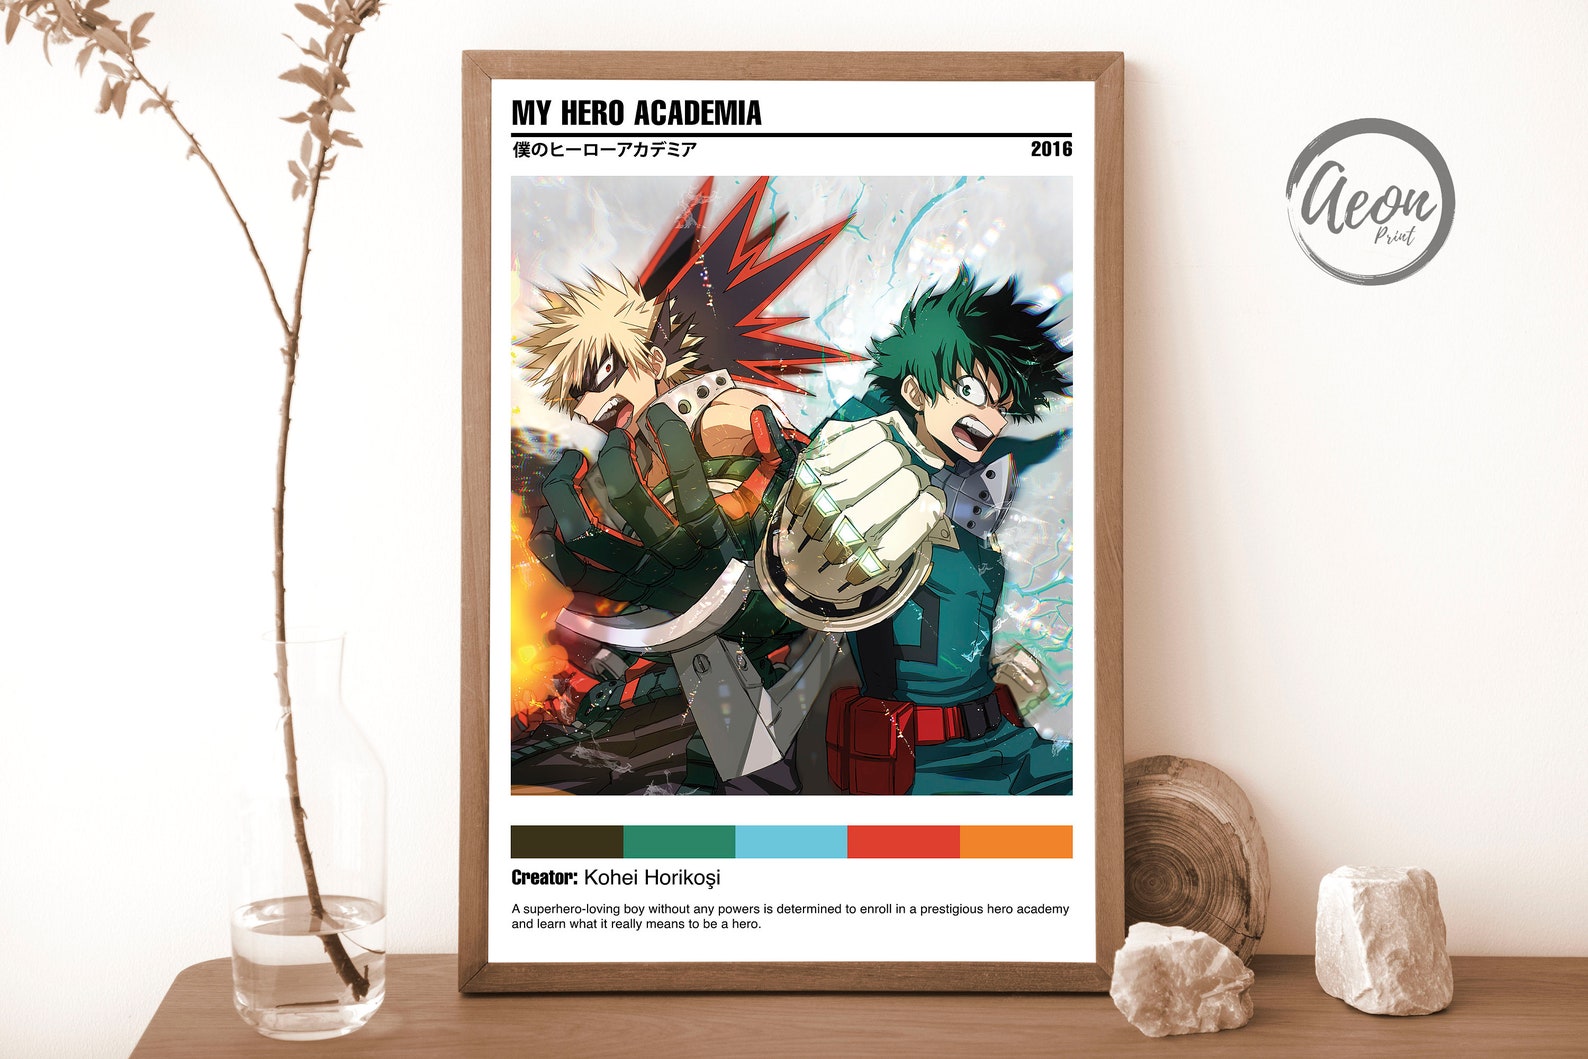 MY HERO ACADEMIA
僕のヒーローアカデミア
2016
Aeon
Print
Creator: Kohei Horikoşi
A superhero-loving boy without any powers is determined to enroll in a prestigious hero academy
and learn what it really means to be a hero.